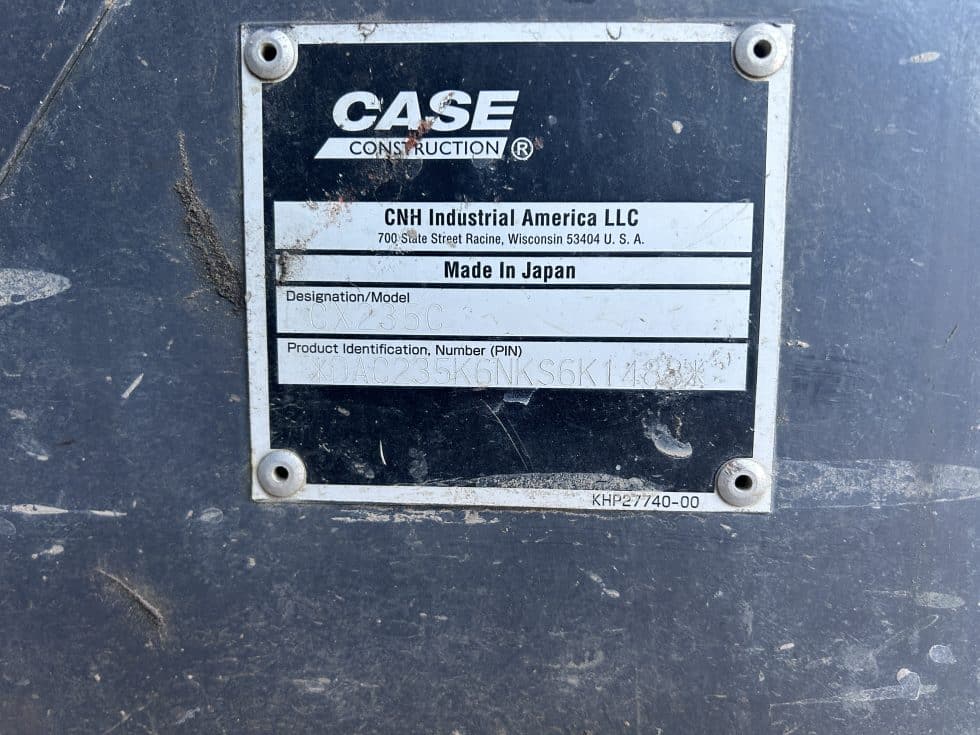 CASE
CONSTRUCTION ®
CNH Industrial America LLC
700 State Street Racine, Wisconsin 53404 U. S. A.
Made In Japan
Designation/Model
CX235C
Product Identification, Number (PIN)
KHP27740-00